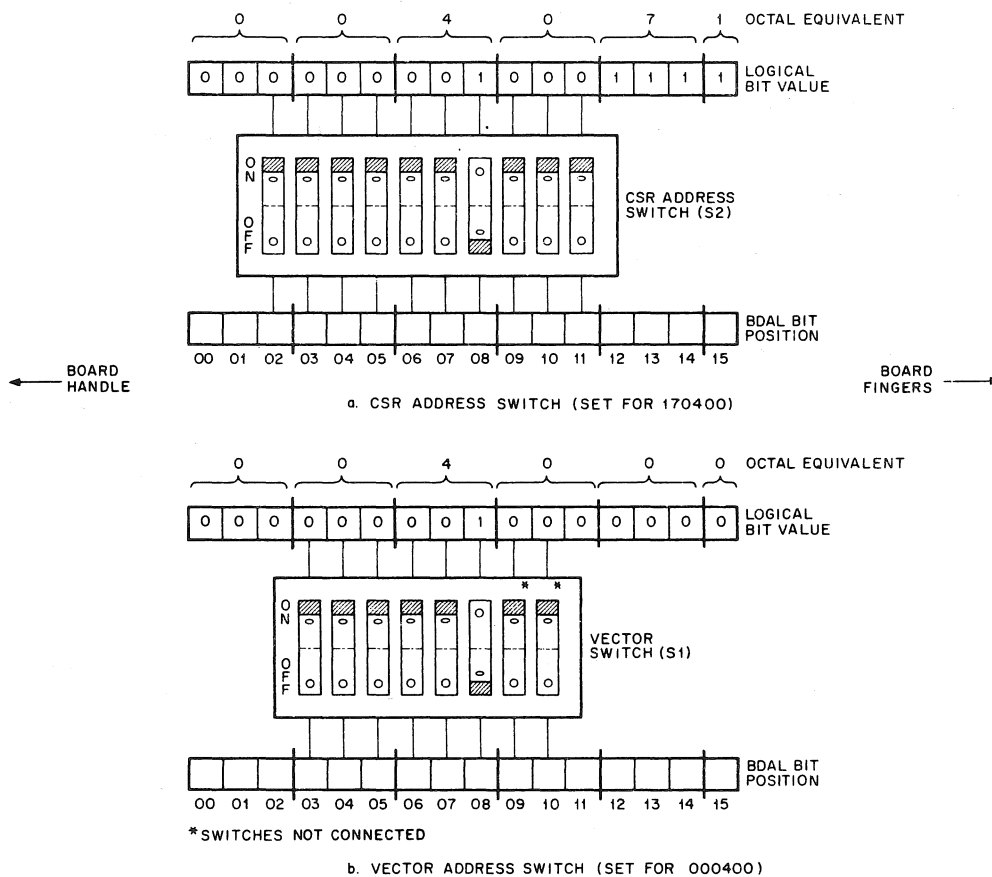 0 0 4 0 7 1 OCTAL EQUIVALENT
0 0 0 0 0 0 0 0 1 0 0 0 1 1 1 1 LOGICAL BIT VALUE
ON
OFF
CSR ADDRESS SWITCH (S2)
BDAL BIT POSITION
00 01 02 03 04 05 06 07 08 09 10 11 12 13 14 15
BOARD HANDLE
BOARD FINGERS
a. CSR ADDRESS SWITCH (SET FOR 170400)
0 0 4 0 0 0 OCTAL EQUIVALENT
0 0 0 0 0 0 0 0 1 0 0 0 0 0 0 0 LOGICAL BIT VALUE
* *
ON
OFF
VECTOR SWITCH (S1)
BDAL BIT POSITION
00 01 02 03 04 05 06 07 08 09 10 11 12 13 14 15
*SWITCHES NOT CONNECTED
b. VECTOR ADDRESS SWITCH (SET FOR 000400)